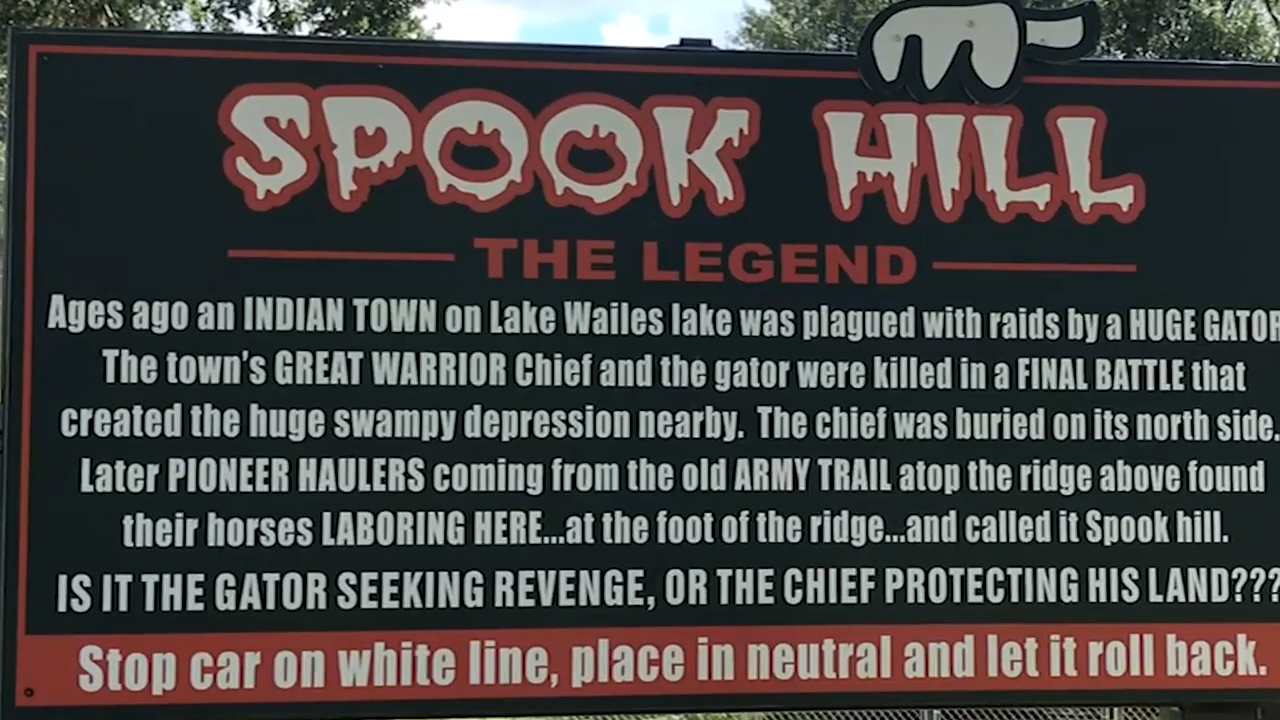 SPOOK HILL
THE LEGEND
Ages ago an INDIAN TOWN on Lake Wailes lake was plagued with raids by a HUGE GATOR
The town's GREAT WARRIOR Chief and the gator were killed in a FINAL BATTLE that
created the huge swampy depression nearby. The chief was buried on its north side.
Later PIONEER HAULERS coming from the old ARMY TRAIL atop the ridge above found
their horses LABORING HERE...at the foot of the ridge...and called it Spook hill.
IS IT THE GATOR SEEKING REVENGE, OR THE CHIEF PROTECTING HIS LAND???
Stop car on white line, place in neutral and let it roll back.